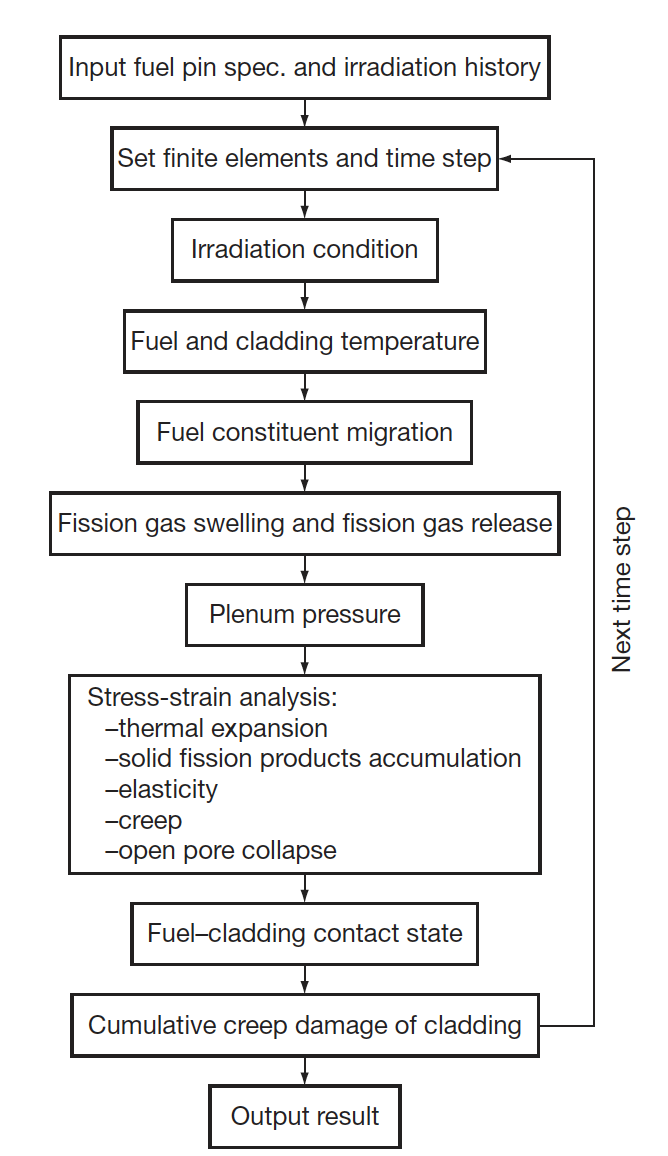 Input fuel pin spec. and irradiation history
Set finite elements and time step
Irradiation condition
Fuel and cladding temperature
Fuel constituent migration
Fission gas swelling and fission gas release
Plenum pressure
Stress-strain analysis:
–thermal expansion
–solid fission products accumulation
–elasticity
–creep
–open pore collapse
Fuel–cladding contact state
Cumulative creep damage of cladding
Output result
Next time step